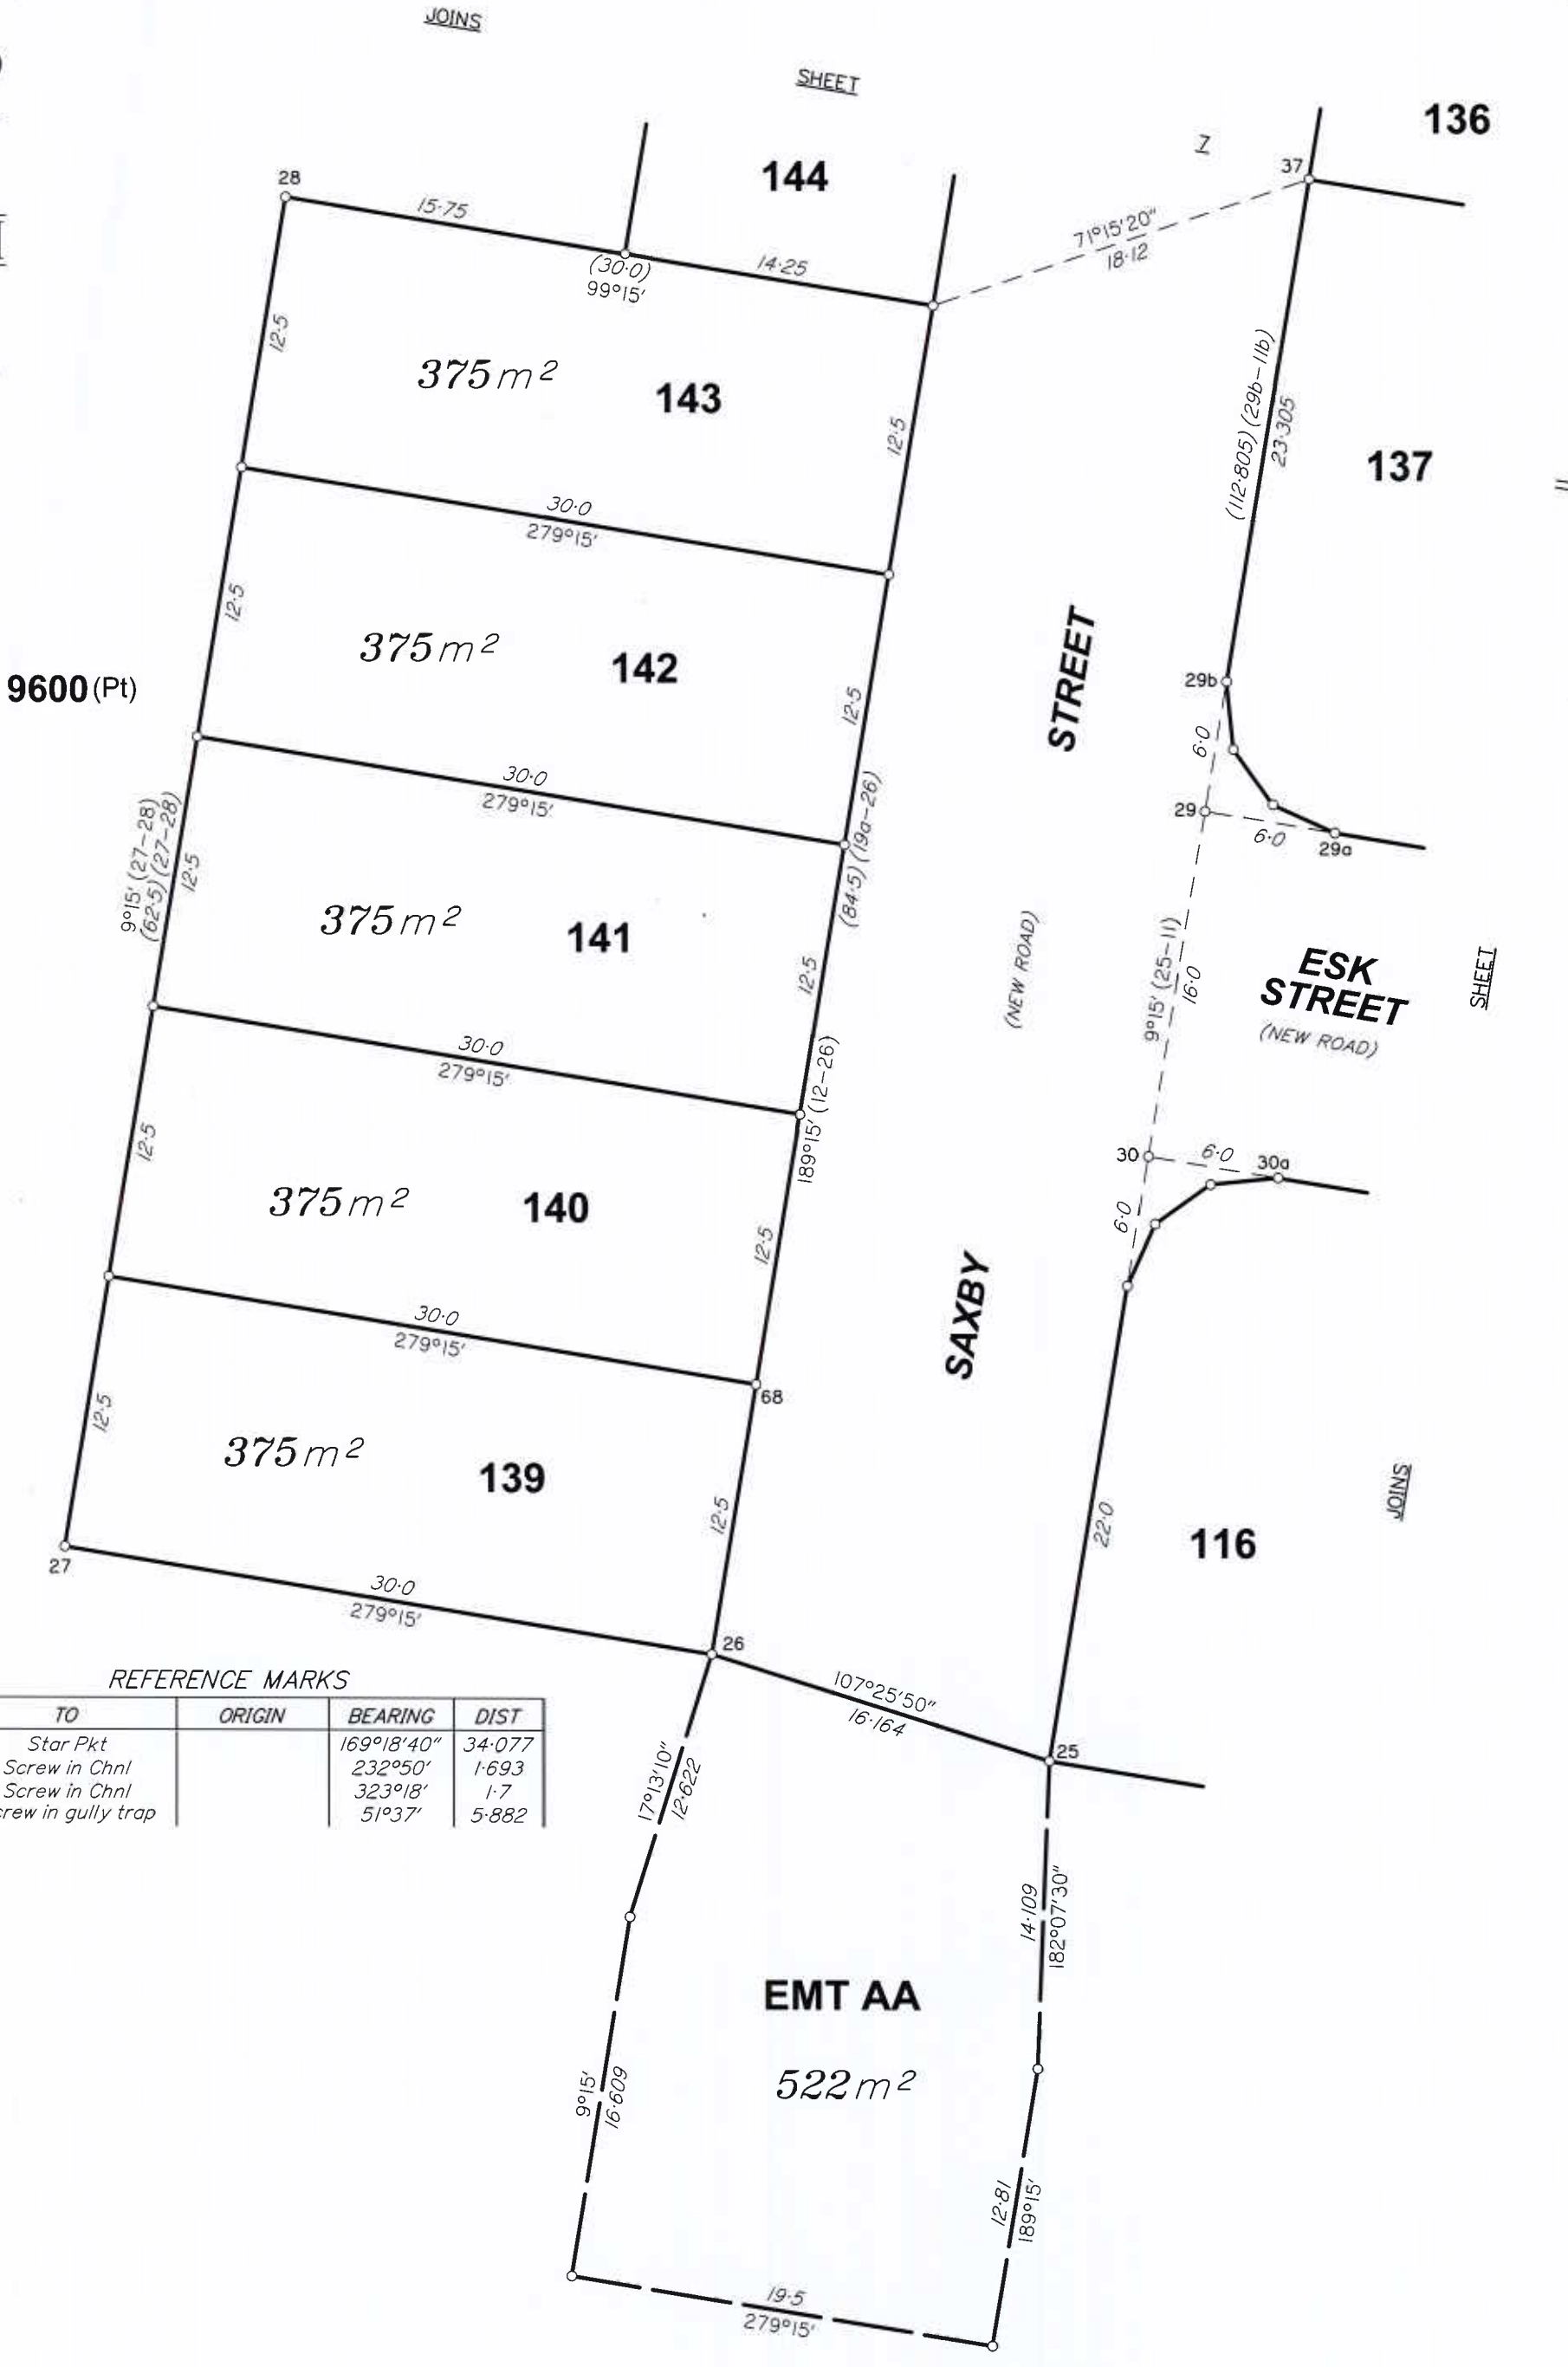 JOINS
SHEET
7
136
144
37
28
15·75
(30·0)
99°15'
14·25
71°15'20"
18·12
12·5
375m²
143
12·5
(112·805) (29b-11b)
23·305
137
30·0
279°15'
12·5
375m²
142
12·5
9600(Pt)
STREET
29b
6·0
29
6·0
29a
30·0
279°15'
9°15' (27-28)
(62·5) (27-28)
12·5
375m²
141
(84·5) (19a-26)
12·5
(NEW ROAD)
9°15' (25-11)
16·0
ESK
STREET
(NEW ROAD)
SHEET
30·0
279°15'
189°15' (12-26)
12·5
375m²
140
12·5
30
6·0
30a
6·0
SAXBY
30·0
279°15'
68
12·5
375m²
139
12·5
22·0
116
JOINS
27
30·0
279°15'
26
107°25'50"
16·164
25
REFERENCE MARKS
TO ORIGIN BEARING DIST
Star Pkt 169°18'40" 34·077
Screw in Chnl 232°50' 1·693
Screw in Chnl 323°18' 1·7
rew in gully trap 51°37' 5·882
17°13'10"
12·622
14·109
182°07'30"
EMT AA
522m²
9°15'
16·609
12·81
189°15'
19·5
279°15'